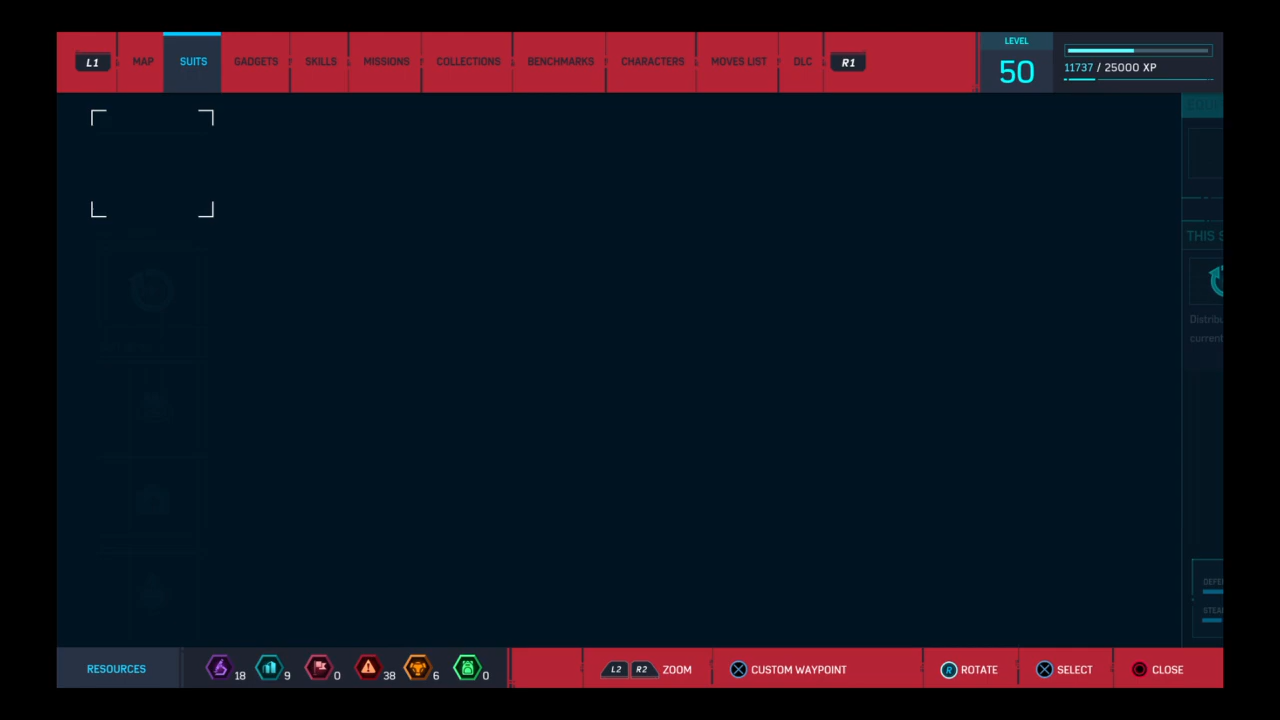 LEVEL
L1 MAP SUITS GADGETS SKILLS MISSIONS COLLECTIONS BENCHMARKS CHARACTERS MOVES LIST DLC R1
50
11737 / 25000 XP
THIS
RESOURCES 18 9 0 38 6 0 L2 R2 ZOOM CUSTOM WAYPOINT R ROTATE SELECT CLOSE